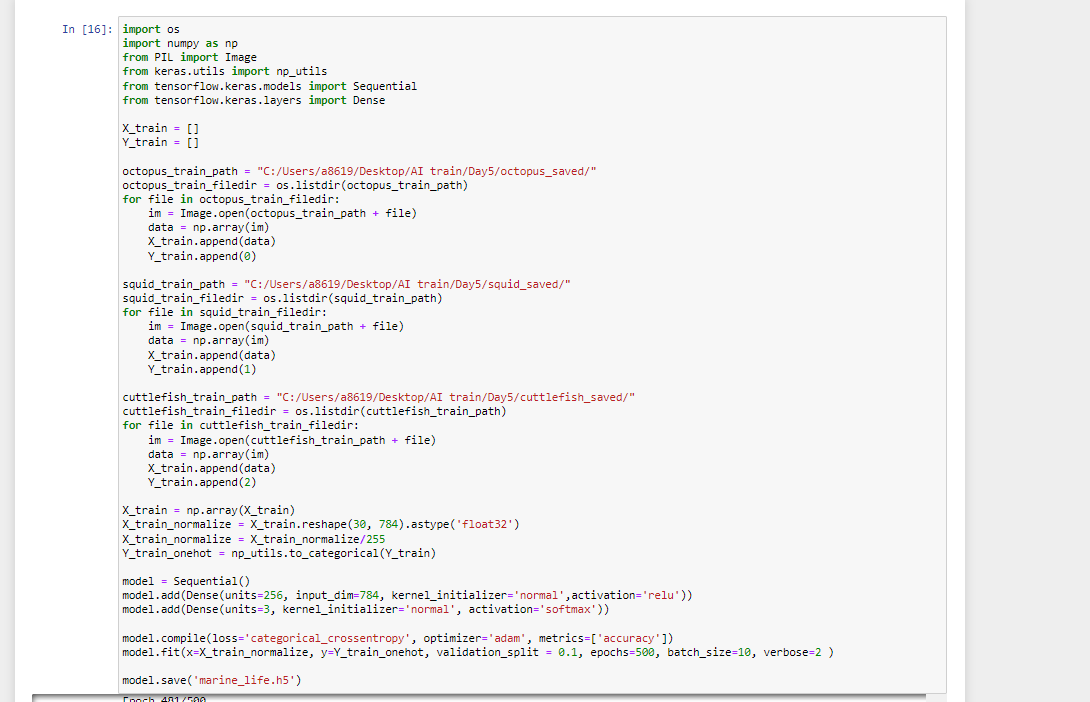 In [16]: import os
import numpy as np
from PIL import Image
from keras.utils import np_utils
from tensorflow.keras.models import Sequential
from tensorflow.keras.layers import Dense
X_train = []
Y_train = []
octopus_train_path = "C:/Users/a8619/Desktop/AI train/Day5/octopus_saved/"
octopus_train_filedir = os.listdir(octopus_train_path)
for file in octopus_train_filedir:
    im = Image.open(octopus_train_path + file)
    data = np.array(im)
    X_train.append(data)
    Y_train.append(0)
squid_train_path = "C:/Users/a8619/Desktop/AI train/Day5/squid_saved/"
squid_train_filedir = os.listdir(squid_train_path)
for file in squid_train_filedir:
    im = Image.open(squid_train_path + file)
    data = np.array(im)
    X_train.append(data)
    Y_train.append(1)
cuttlefish_train_path = "C:/Users/a8619/Desktop/AI train/Day5/cuttlefish_saved/"
cuttlefish_train_filedir = os.listdir(cuttlefish_train_path)
for file in cuttlefish_train_filedir:
    im = Image.open(cuttlefish_train_path + file)
    data = np.array(im)
    X_train.append(data)
    Y_train.append(2)
X_train = np.array(X_train)
X_train_normalize = X_train.reshape(30, 784).astype('float32')
X_train_normalize = X_train_normalize/255
Y_train_onehot = np_utils.to_categorical(Y_train)
model = Sequential()
model.add(Dense(units=256, input_dim=784, kernel_initializer='normal',activation='relu'))
model.add(Dense(units=3, kernel_initializer='normal', activation='softmax'))
model.compile(loss='categorical_crossentropy', optimizer='adam', metrics=['accuracy'])
model.fit(x=X_train_normalize, y=Y_train_onehot, validation_split = 0.1, epochs=500, batch_size=10, verbose=2 )
model.save('marine_life.h5')
Epoch 481/500